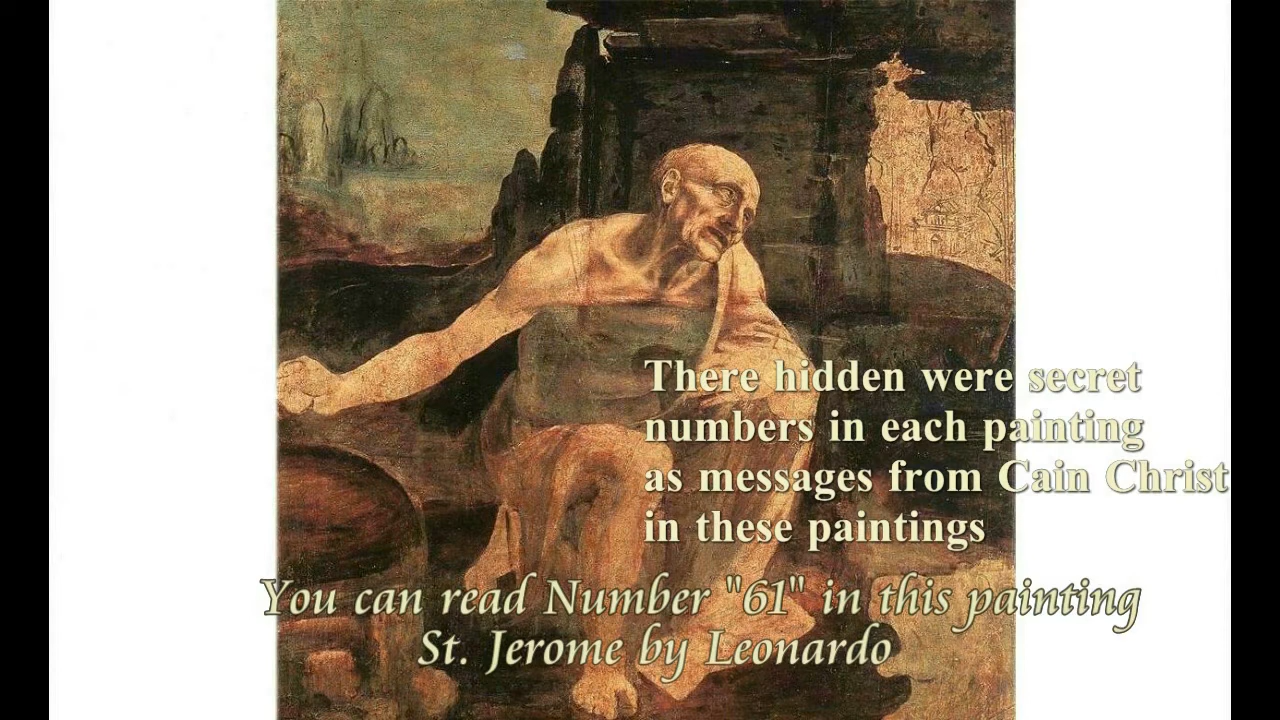 There hidden were secret
numbers in each painting
as messages from Cain Christ
in these paintings
You can read Number "61" in this painting
St. Jerome by Leonardo